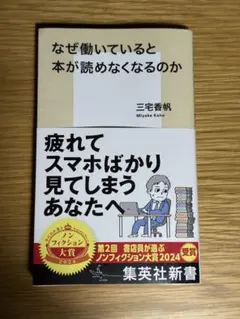 なぜ働いていると
本が読めなくなるのか
三宅香帆
Miyake Kaho
疲れて
スマホばかり
見てしまう
あなたへ
ノン
フィクション
大賞
第2回 書店員が選ぶ
ノンフィクション大賞2024
受賞
集英社新書